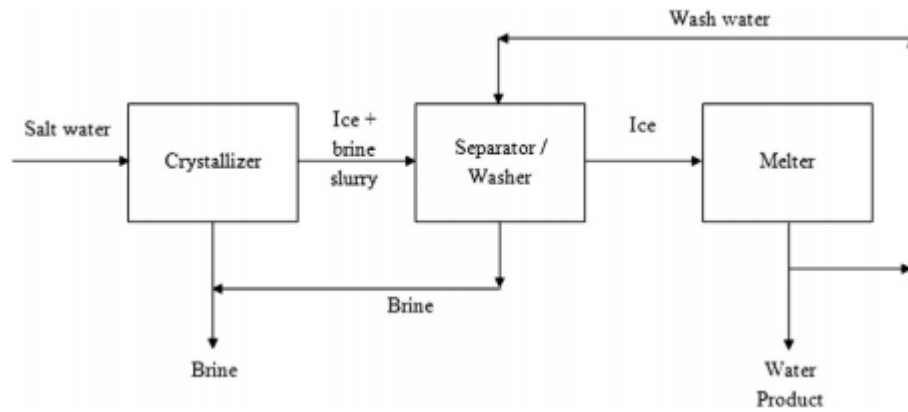 Wash water
Salt water
Crystallizer
Ice +
brine
slurry
Separator /
Washer
Ice
Melter
Brine
Brine
Water
Product